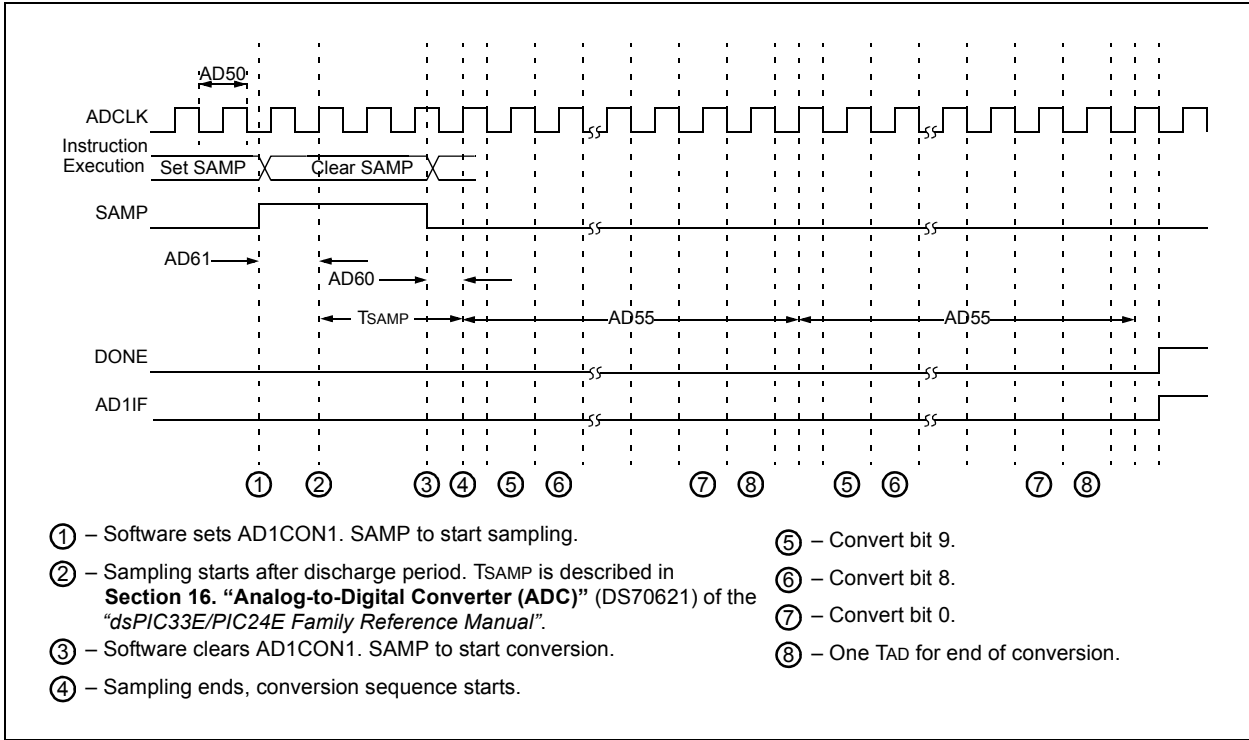 AD50
ADCLK
Instruction
Execution
Set SAMP
Clear SAMP
SAMP
AD61
AD60
TSAMP
AD55
AD55
DONE
AD1IF
1 2 3 4 5 6 7 8 5 6 7 8
1 – Software sets AD1CON1. SAMP to start sampling.
2 – Sampling starts after discharge period. TSAMP is described in
Section 16. “Analog-to-Digital Converter (ADC)” (DS70621) of the
“dsPIC33E/PIC24E Family Reference Manual”.
3 – Software clears AD1CON1. SAMP to start conversion.
4 – Sampling ends, conversion sequence starts.
5 – Convert bit 9.
6 – Convert bit 8.
7 – Convert bit 0.
8 – One TAD for end of conversion.